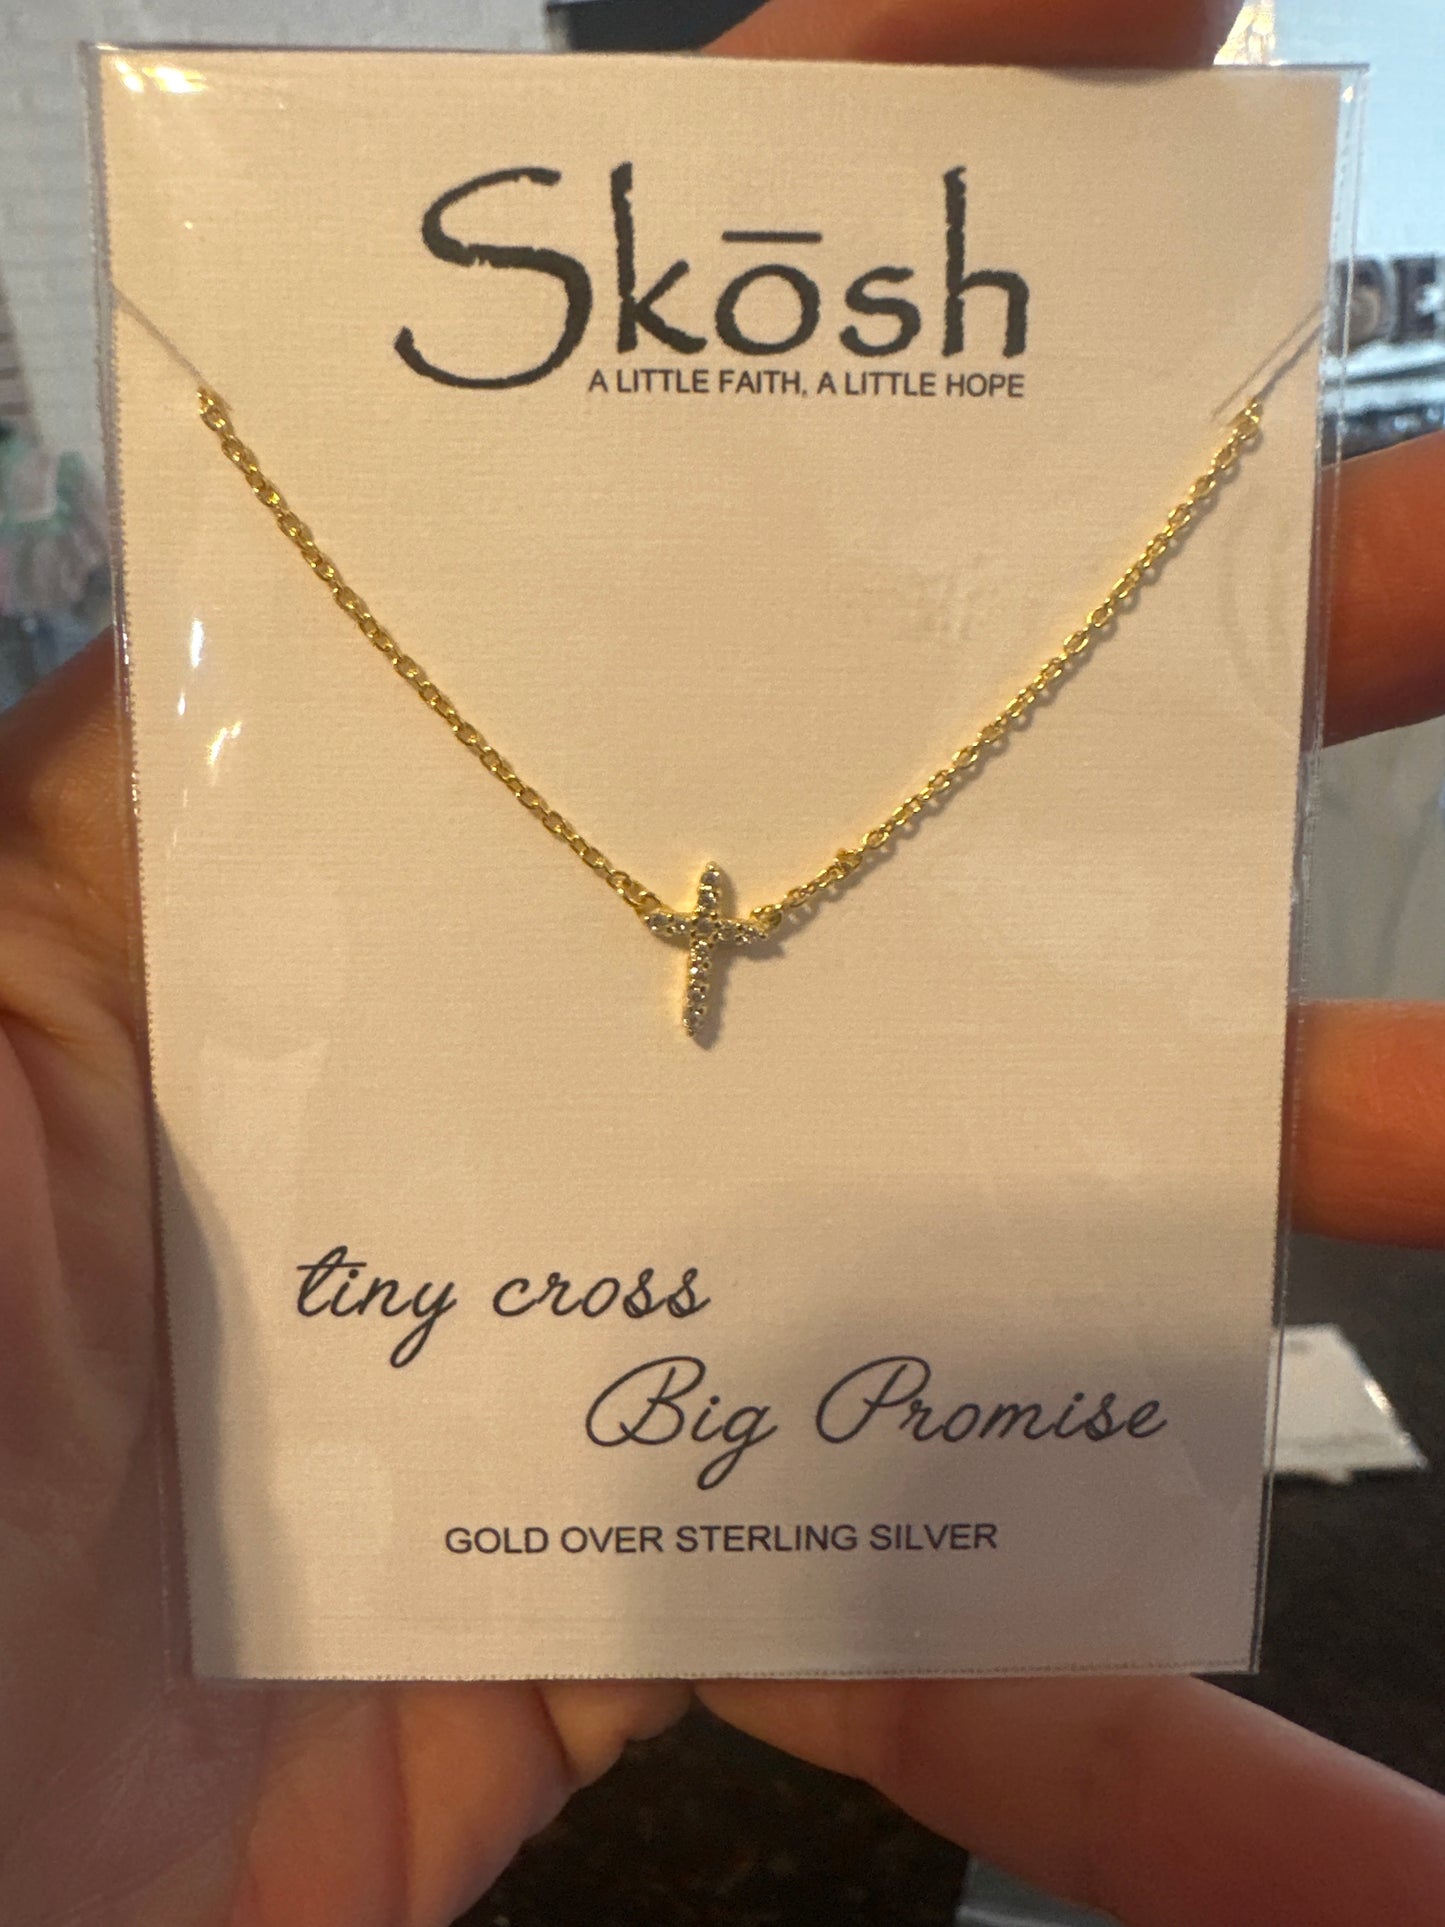 Skōsh
A LITTLE FAITH, A LITTLE HOPE
tiny cross
Big Promise
GOLD OVER STERLING SILVER